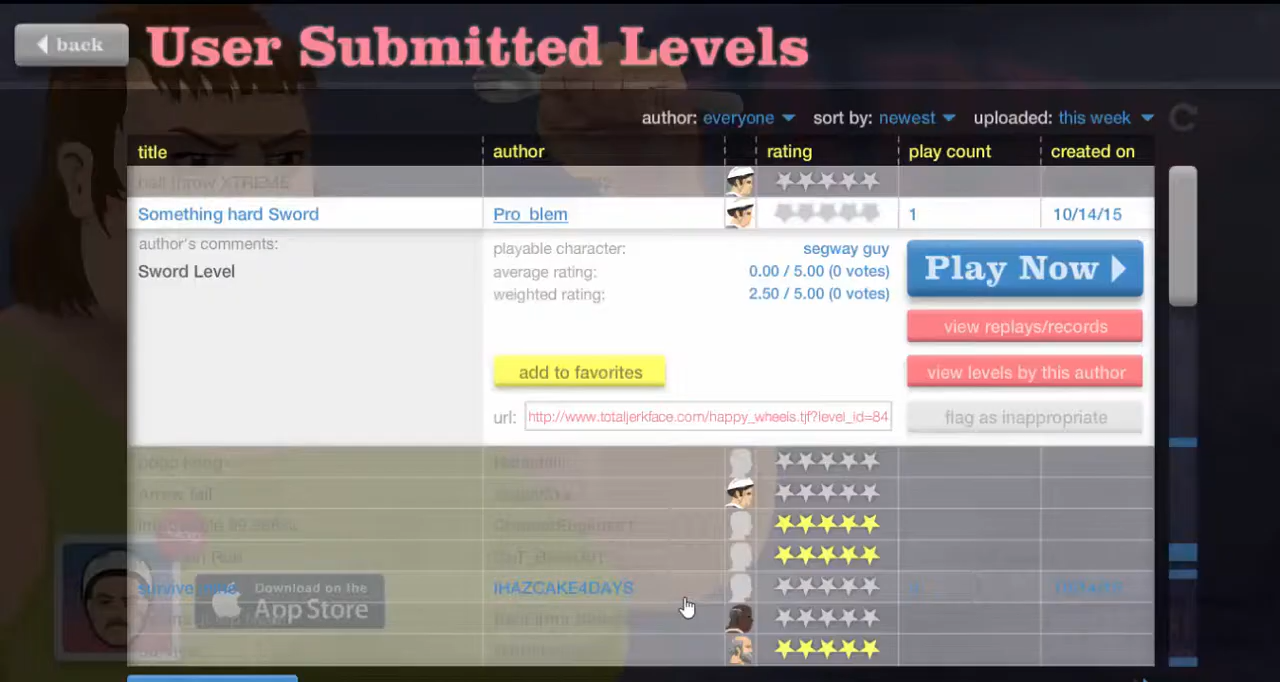 back User Submitted Levels
author: everyone sort by: newest uploaded: this week
title author rating play count created on
ball throw XTREME
Something hard Sword Pro_blem 1 10/14/15
author's comments: playable character: segway guy Play Now
Sword Level average rating: 0.00 / 5.00 (0 votes)
weighted rating: 2.50 / 5.00 (0 votes)
view replays/records
add to favorites view levels by this author
url: http://www.totaljerkface.com/happy_wheels.tjf?level_id=84 flag as inappropriate
IHAZCAKE4DAYS
Download on the
App Store